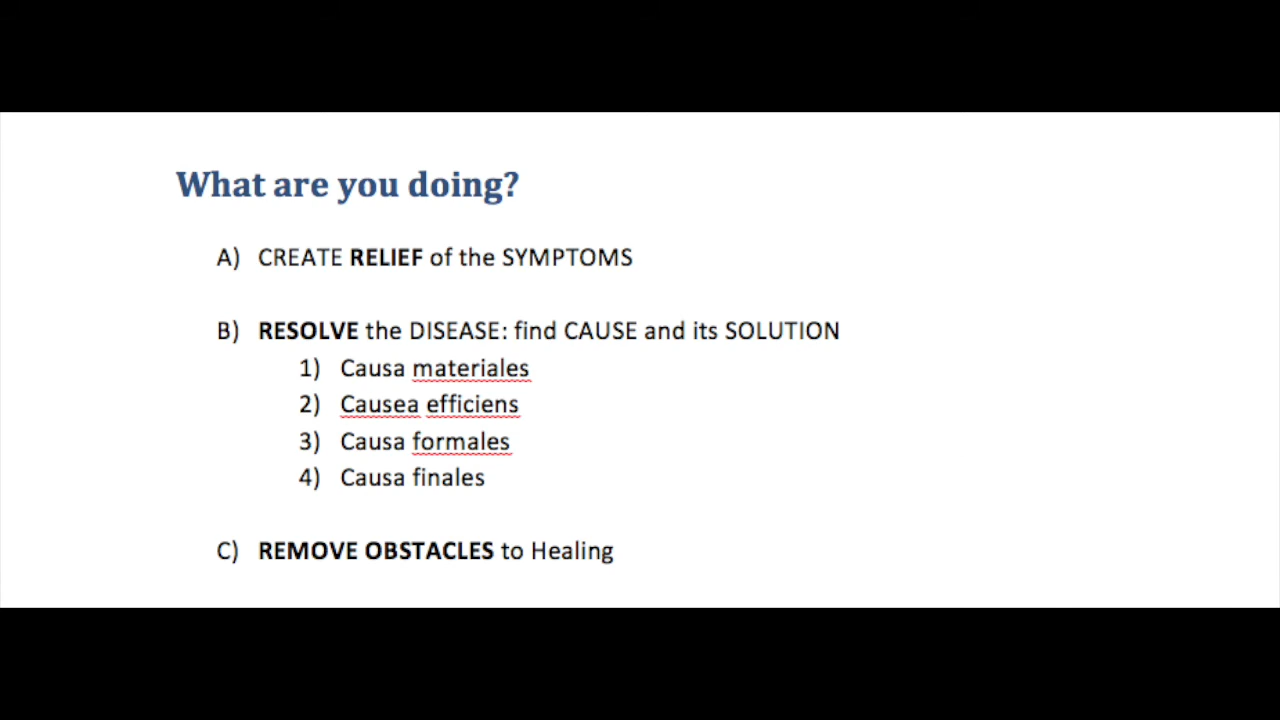 What are you doing?
A) CREATE RELIEF of the SYMPTOMS
B) RESOLVE the DISEASE: find CAUSE and its SOLUTION
1) Causa materiales
2) Causea efficiens
3) Causa formales
4) Causa finales
C) REMOVE OBSTACLES to Healing